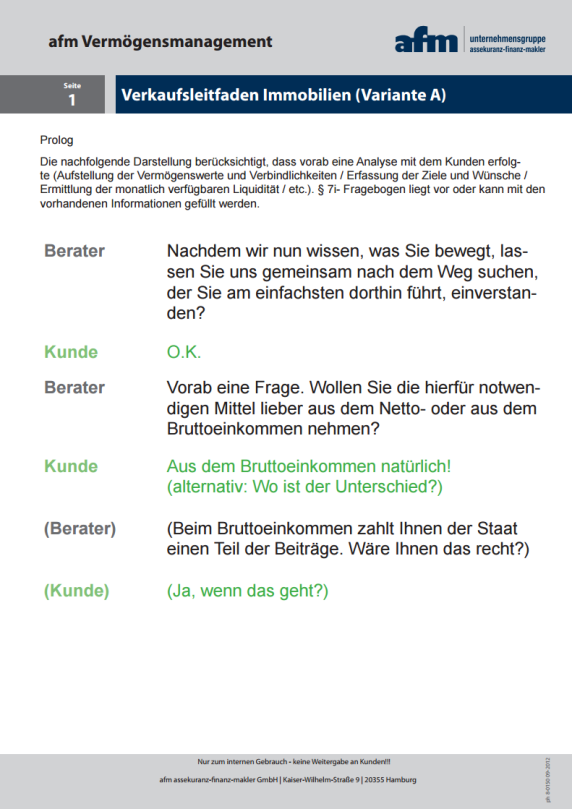 afm Vermögensmanagement
afm
unternehmensgruppe
assekuranz-finanz-makler
Seite
1
Verkaufsleitfaden Immobilien (Variante A)
Prolog
Die nachfolgende Darstellung berücksichtigt, dass vorab eine Analyse mit dem Kunden erfolg-
te (Aufstellung der Vermögenswerte und Verbindlichkeiten / Erfassung der Ziele und Wünsche /
Ermittlung der monatlich verfügbaren Liquidität / etc.). § 7i- Fragebogen liegt vor oder kann mit den
vorhandenen Informationen gefüllt werden.
Berater Nachdem wir nun wissen, was Sie bewegt, las-
sen Sie uns gemeinsam nach dem Weg suchen,
der Sie am einfachsten dorthin führt, einverstan-
den?
Kunde O.K.
Berater Vorab eine Frage. Wollen Sie die hierfür notwen-
digen Mittel lieber aus dem Netto- oder aus dem
Bruttoeinkommen nehmen?
Kunde Aus dem Bruttoeinkommen natürlich!
(alternativ: Wo ist der Unterschied?)
(Berater) (Beim Bruttoeinkommen zahlt Ihnen der Staat
einen Teil der Beiträge. Wäre Ihnen das recht?)
(Kunde) (Ja, wenn das geht?)
Nur zum internen Gebrauch • keine Weitergabe an Kunden!!!
afm assekuranz-finanz-makler GmbH | Kaiser-Wilhelm-Straße 9 | 20355 Hamburg